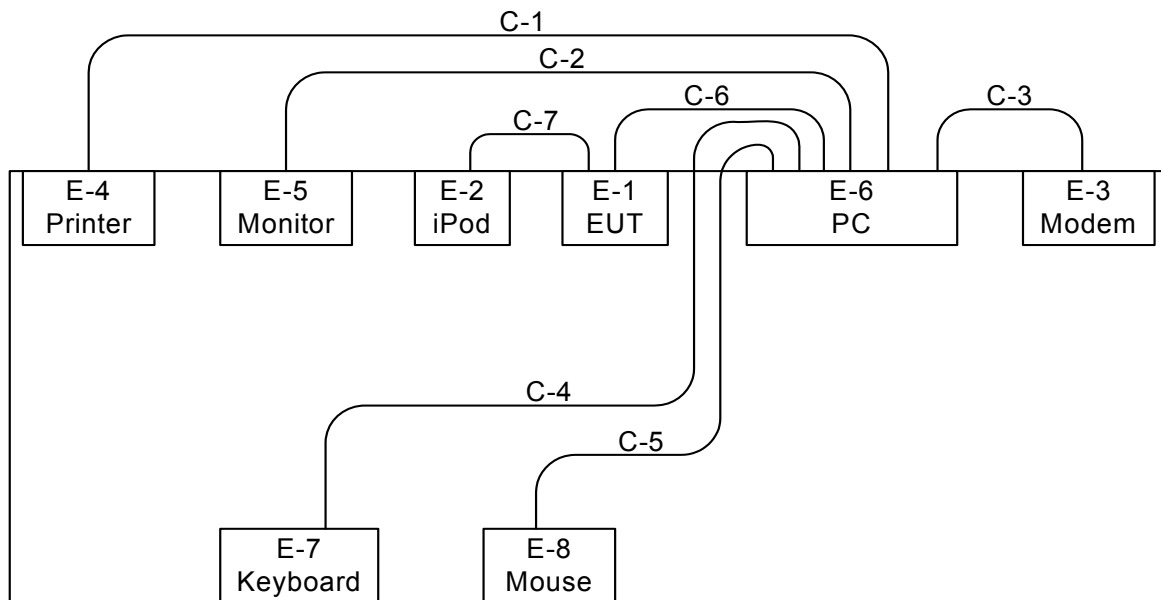 C-1
C-2
C-6
C-3
C-7
E-4
Printer
E-5
Monitor
E-2
iPod
E-1
EUT
E-6
PC
E-3
Modem
C-4
C-5
E-7
Keyboard
E-8
Mouse